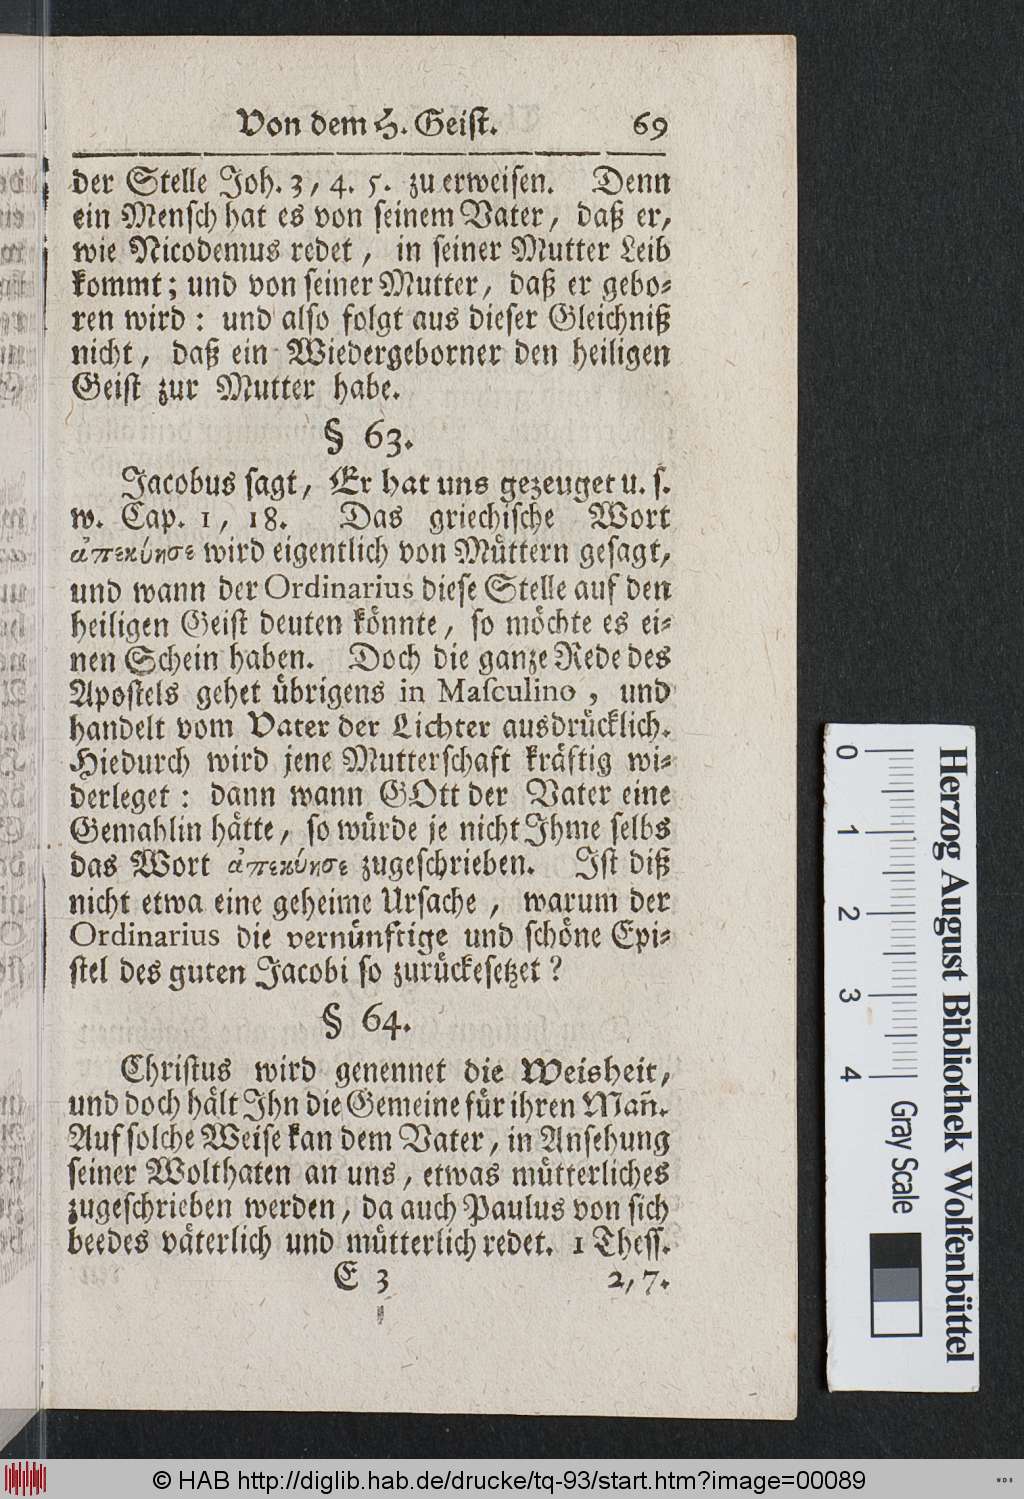 Von dem H. Geist. 69
der Stelle Joh. 3, 4. 5. zu erweisen. Denn
ein Mensch hat es von seinem Vater, daß er,
wie Nicodemus redet, in seiner Mutter Leib
kommt; und von seiner Mutter, daß er gebo-
ren wird: und also folgt aus dieser Gleichniß
nicht, daß ein Wiedergeborner den heiligen
Geist zur Mutter habe.
§ 63.
Jacobus sagt, Er hat uns gezeuget u. s.
w. Cap. 1, 18. Das griechische Wort
ἀπεκύησε wird eigentlich von Müttern gesagt,
und wann der Ordinarius diese Stelle auf den
heiligen Geist deuten könnte, so möchte es ei-
nen Schein haben. Doch die ganze Rede des
Apostels gehet übrigens in Masculino, und
handelt vom Vater der Lichter ausdrücklich.
Hiedurch wird jene Mutterschaft kräftig wi-
derleget: dann wann GOtt der Vater eine
Gemahlin hätte, so würde je nicht Ihme selbs
das Wort ἀπεκύησε zugeschrieben. Ist diß
nicht etwa eine geheime Ursache, warum der
Ordinarius die vernünftige und schöne Epi-
stel des guten Jacobi so zurückesetzet?
§ 64.
Christus wird genennet die Weisheit,
und doch hält Ihn die Gemeine für ihren Mañ.
Auf solche Weise kan dem Vater, in Ansehung
seiner Wolthaten an uns, etwas mütterliches
zugeschrieben werden, da auch Paulus von sich
beedes väterlich und mütterlich redet. 1 Thess.
E 3 2, 7.
0 1 2 3 4
Herzog August Bibliothek Wolfenbüttel
Gray Scale
© HAB http://diglib.hab.de/drucke/tq-93/start.htm?image=00089